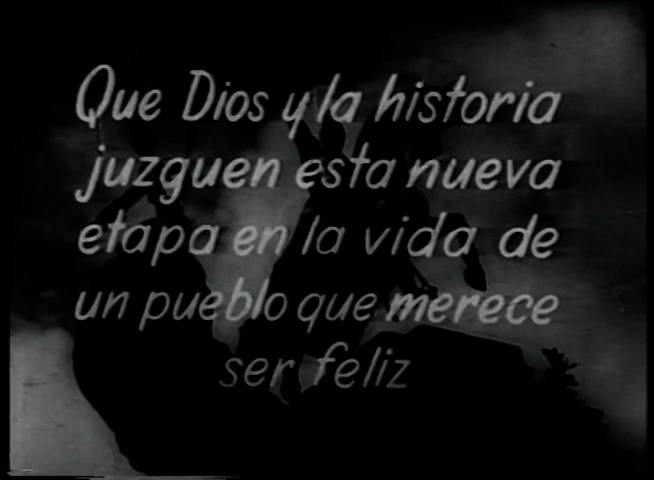 Que Dios y la historia
juzguen esta nueva
etapa en la vida de
un pueblo que merece
ser feliz